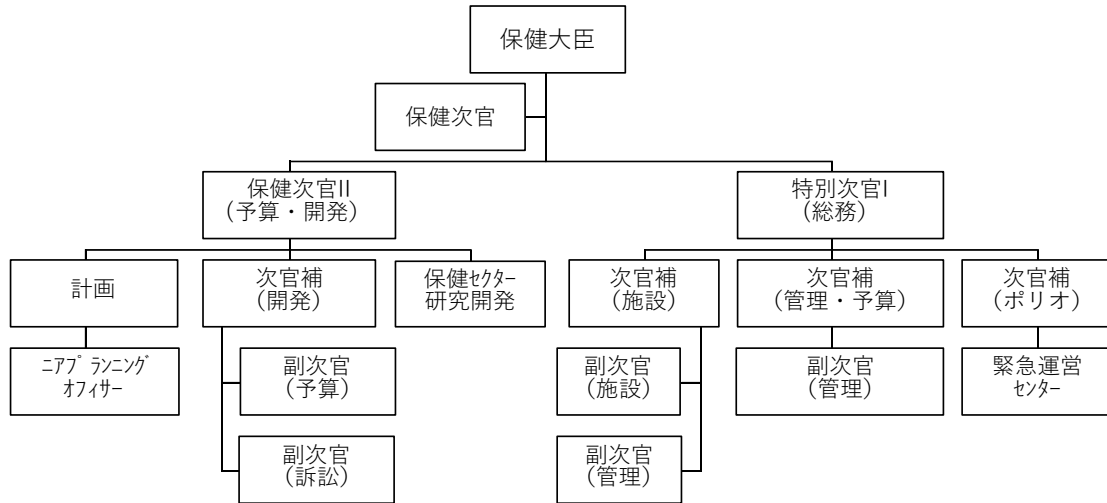 保健大臣
保健次官
保健次官II
(予算・開発)
特別次官I
(総務)
計画
次官補
(開発)
保健ｾｸﾀｰ
研究開発
次官補
(施設)
次官補
(管理・予算)
次官補
(ポリオ)
ﾆｱﾌﾟﾗﾝﾆﾝｸﾞ
ｵﾌｨｻｰ
副次官
(予算)
副次官
(施設)
副次官
(管理)
緊急運営
ｾﾝﾀｰ
副次官
(訴訟)
副次官
(管理)